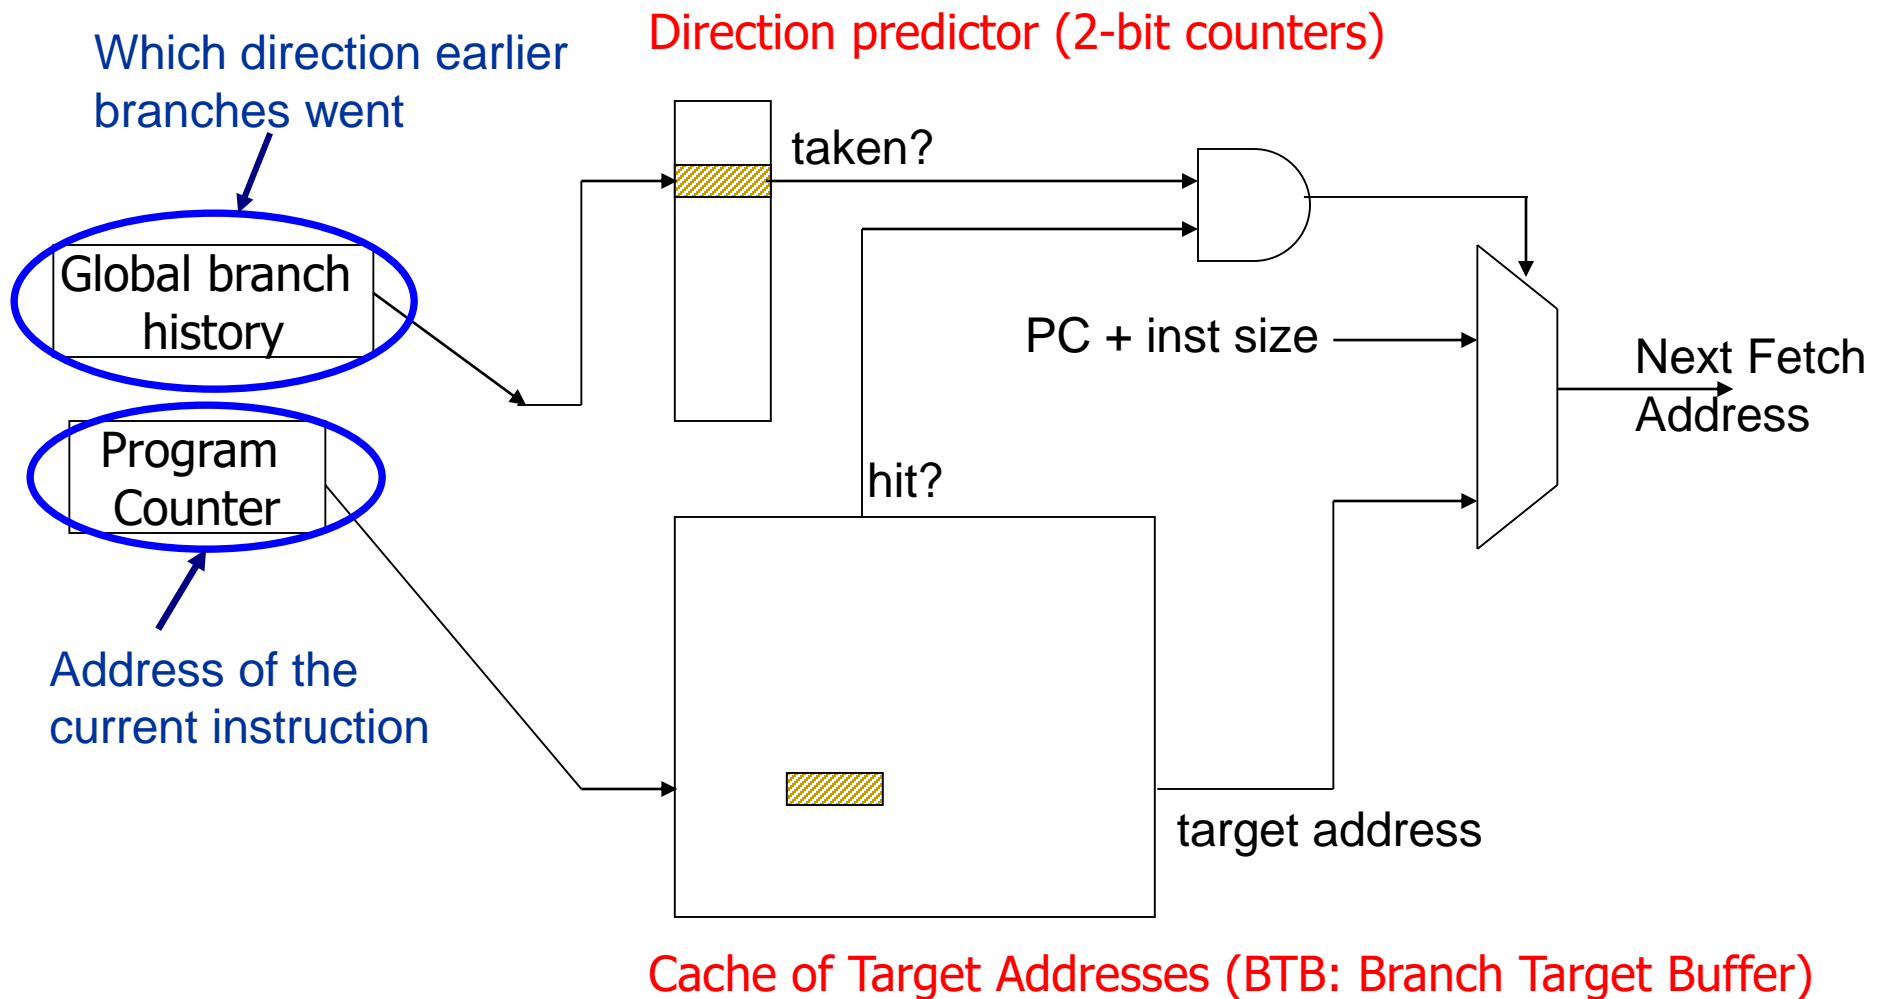 Direction predictor (2-bit counters)
Which direction earlier
branches went
taken?
Global branch
history
PC + inst size
Next Fetch
Address
Program
Counter
hit?
Address of the
current instruction
target address
Cache of Target Addresses (BTB: Branch Target Buffer)